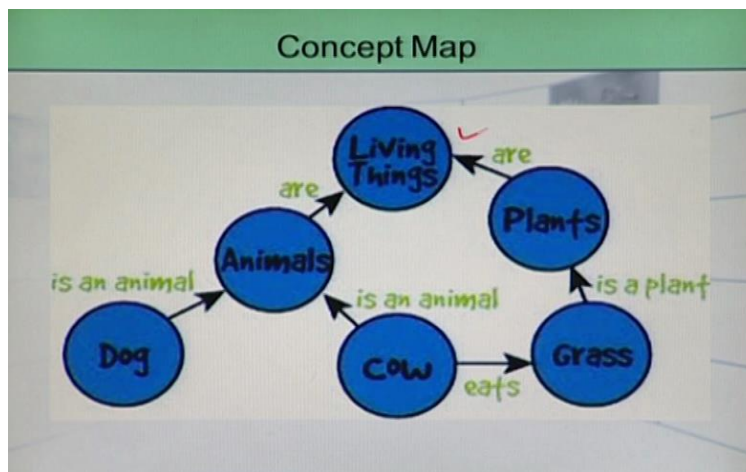 Concept Map
Living
Things
are
are
Plants
Animals
is an animal
is an animal
is a plant
Dog
Cow
eats
Grass